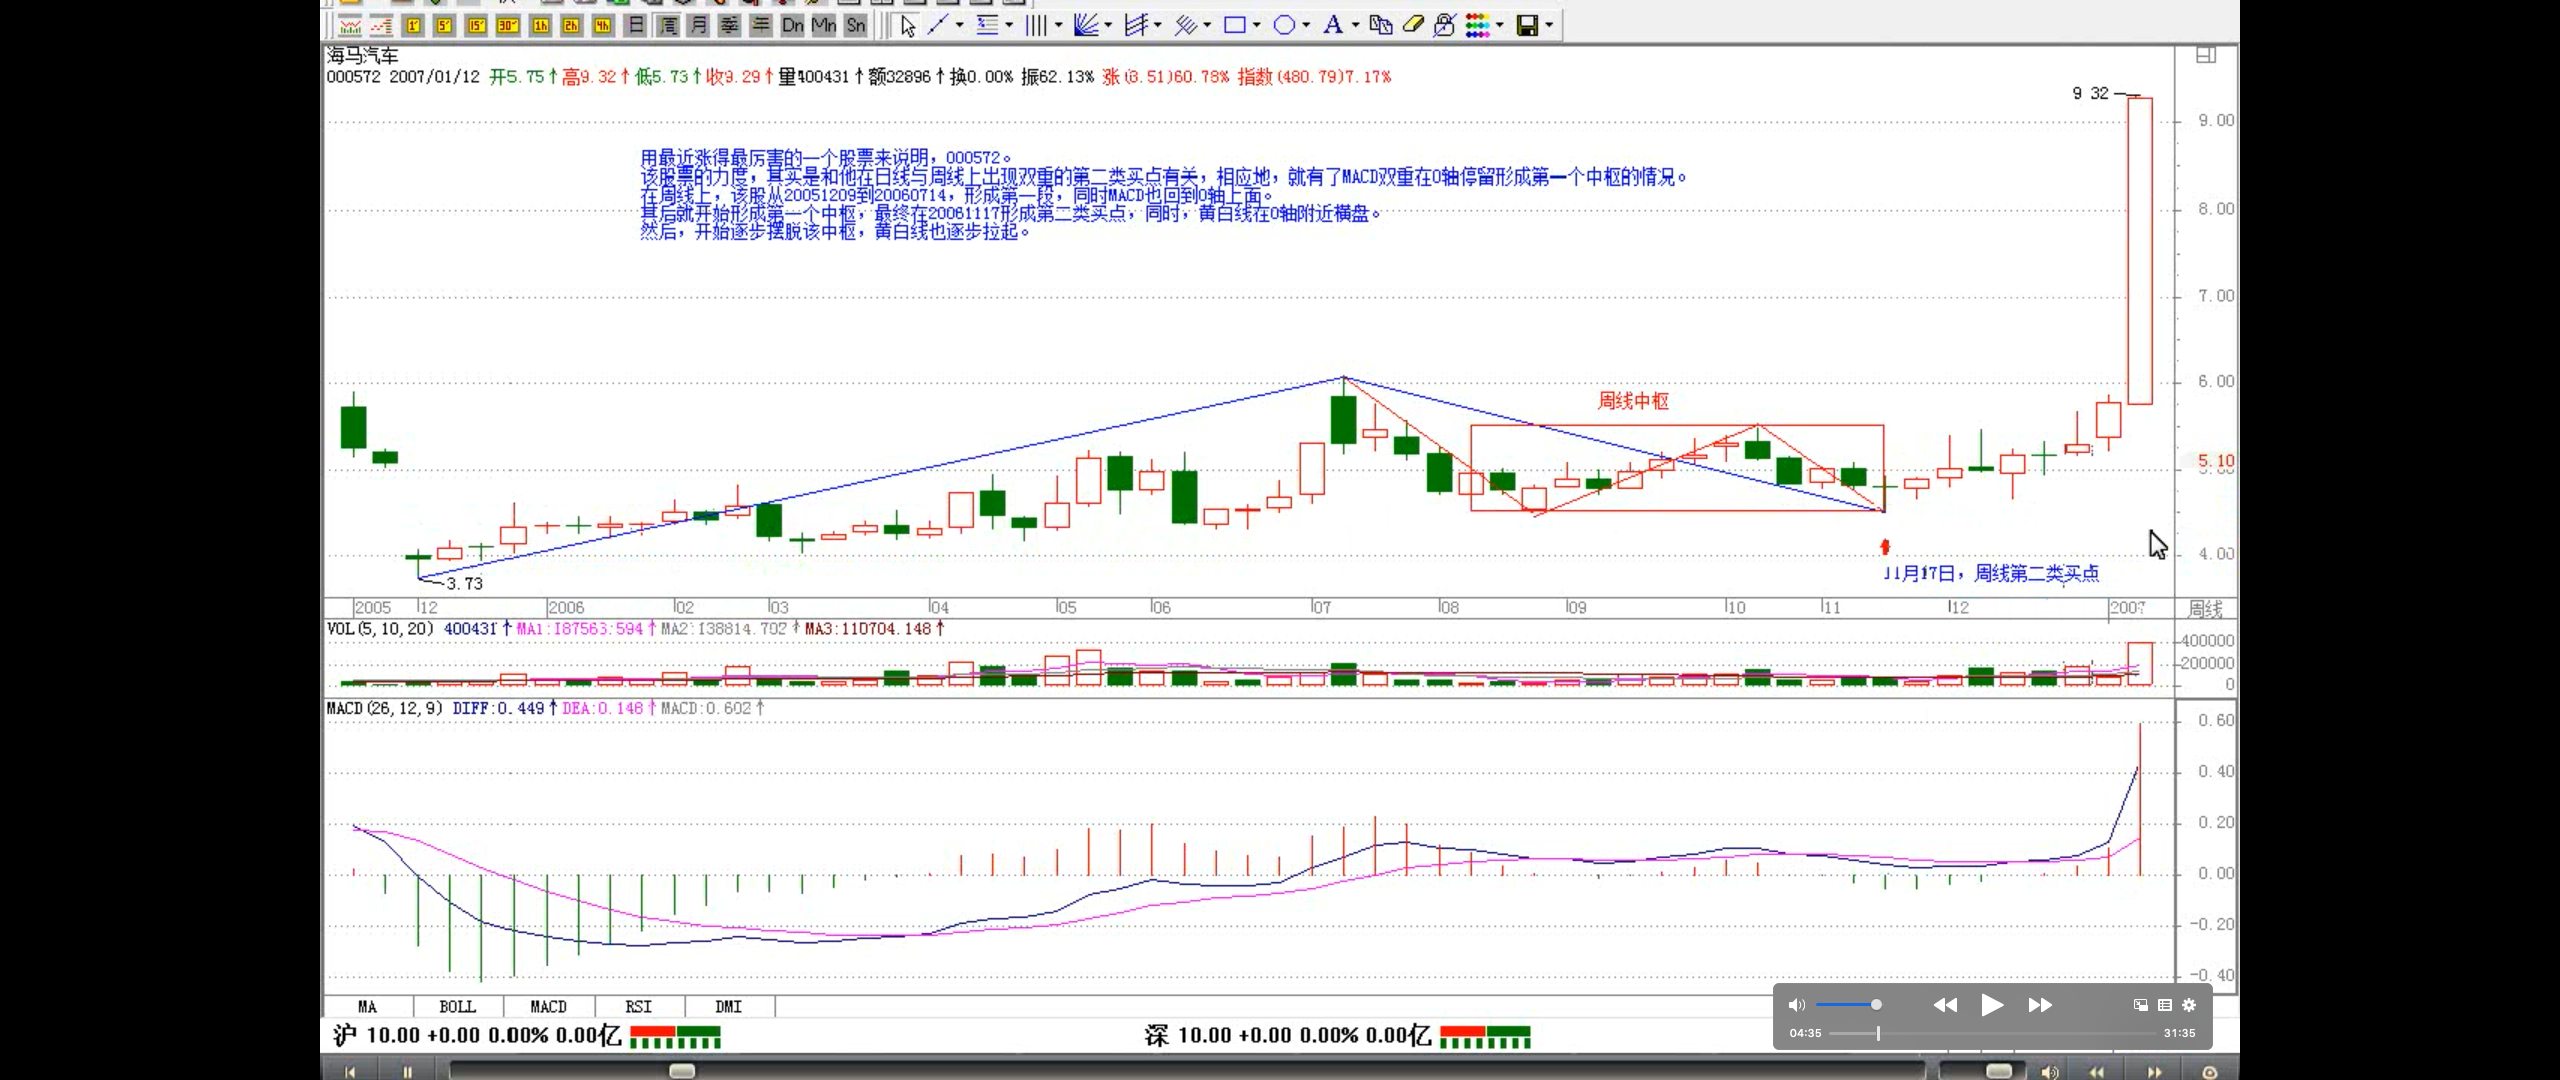 1' 5' 15' 30' 1h 2h 4h 日 周 月 季 年 Dn Mn Sn A
海马汽车
000572 2007/01/12 开5.75↑高9.32↑低5.73↑收9.29↑量400431↑额32896↑换0.00% 振62.13% 涨(3.51)60.78% 指数(480.79)7.17%
9 32
9.00
用最近涨得最厉害的一个股票来说明，000572。
该股票的力度，其实是和他在日线与周线上出现双重的第二类买点有关，相应地，就有了MACD双重在0轴停留形成第一个中枢的情况。
在周线上，该股从20051209到20060714，形成第一段，同时MACD也回到0轴上面。
其后就开始形成第一个中枢，最终在20061117形成第二类买点，同时，黄白线在0轴附近横盘。
然后，开始逐步摆脱该中枢，黄白线也逐步拉起。
8.00
7.00
6.00
周线中枢
5.10
4.00
3.73
11月17日，周线第二类买点
2005 12 2006 02 03 04 05 06 07 08 09 10 11 12 2007 周线
VOL(5,10,20) 400431↑ MA1:187563.594↑ MA2:138814.702↑ MA3:110704.148↑
400000
200000
0
MACD(26,12,9) DIFF:0.449↑ DEA:0.148↑ MACD:0.602↑
0.60
0.40
0.20
0.00
-0.20
-0.40
MA BOLL MACD RSI DMI
沪 10.00 +0.00 0.00% 0.00亿 深 10.00 +0.00 0.00% 0.00亿
04:35 31:35